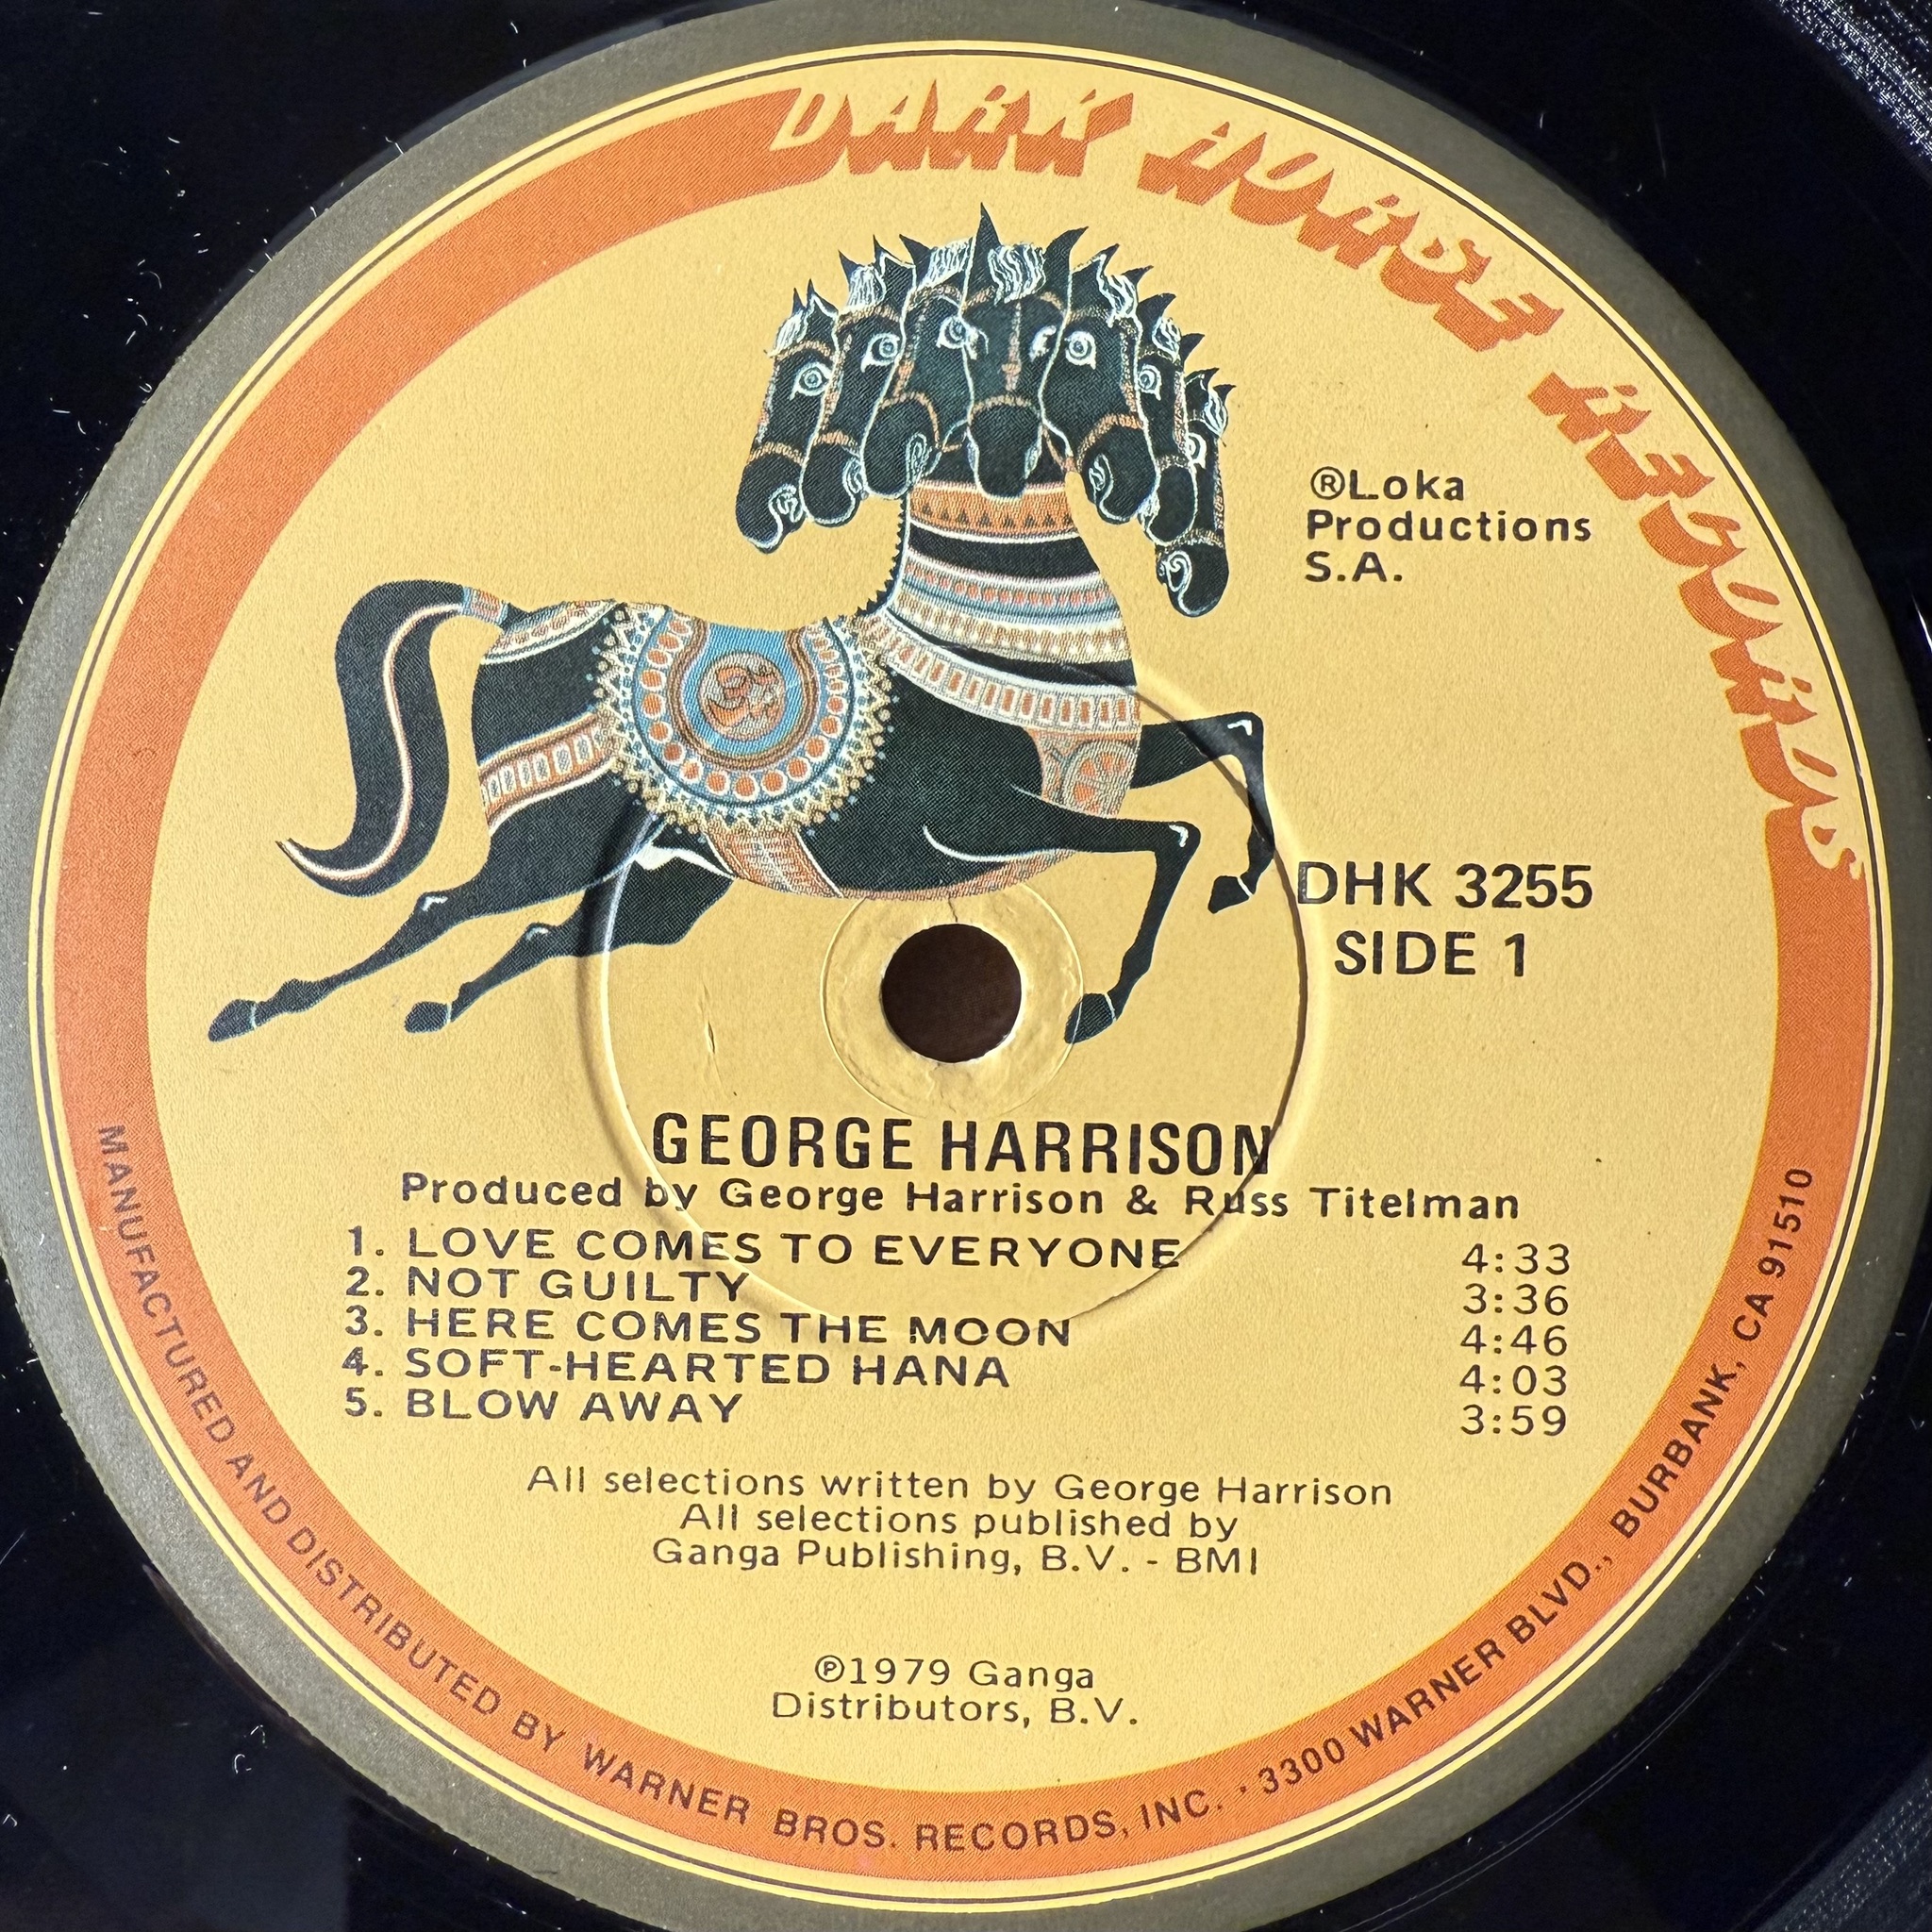 DARK HORSE RECORDS
®Loka
Productions
S.A.
DHK 3255
SIDE 1
GEORGE HARRISON
Produced by George Harrison & Russ Titelman
1. LOVE COMES TO EVERYONE 4:33
2. NOT GUILTY 3:36
3. HERE COMES THE MOON 4:46
4. SOFT-HEARTED HANA 4:03
5. BLOW AWAY 3:59
All selections written by George Harrison
All selections published by
Ganga Publishing, B.V. - BMI
℗1979 Ganga
Distributors, B.V.
MANUFACTURED AND DISTRIBUTED BY WARNER BROS. RECORDS, INC. · 3300 WARNER BLVD., BURBANK, CA 91510